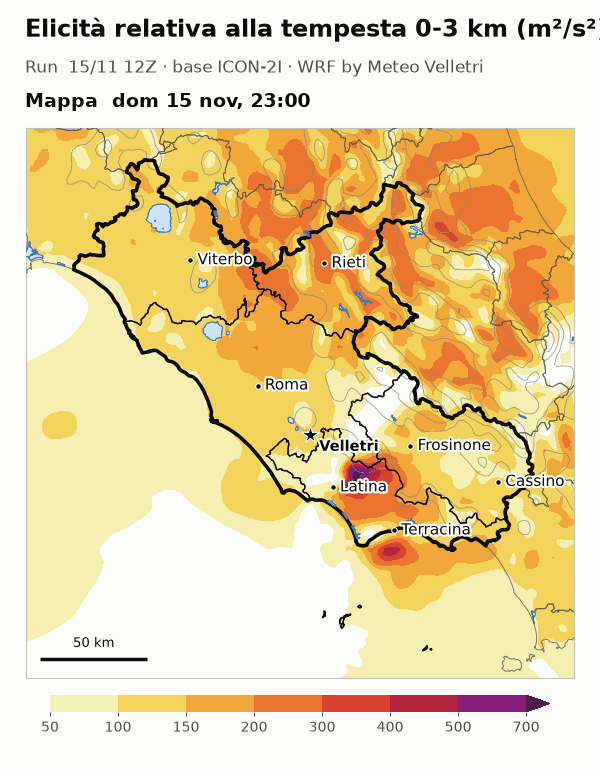 Elicità relativa alla tempesta 0-3 km (m²/s²)
Run 15/11 12Z · base ICON-2I · WRF by Meteo Velletri
Mappa dom 15 nov, 23:00
Viterbo
Rieti
Roma
Velletri
Frosinone
Latina
Cassino
Terracina
50 km
50 100 150 200 300 400 500 700